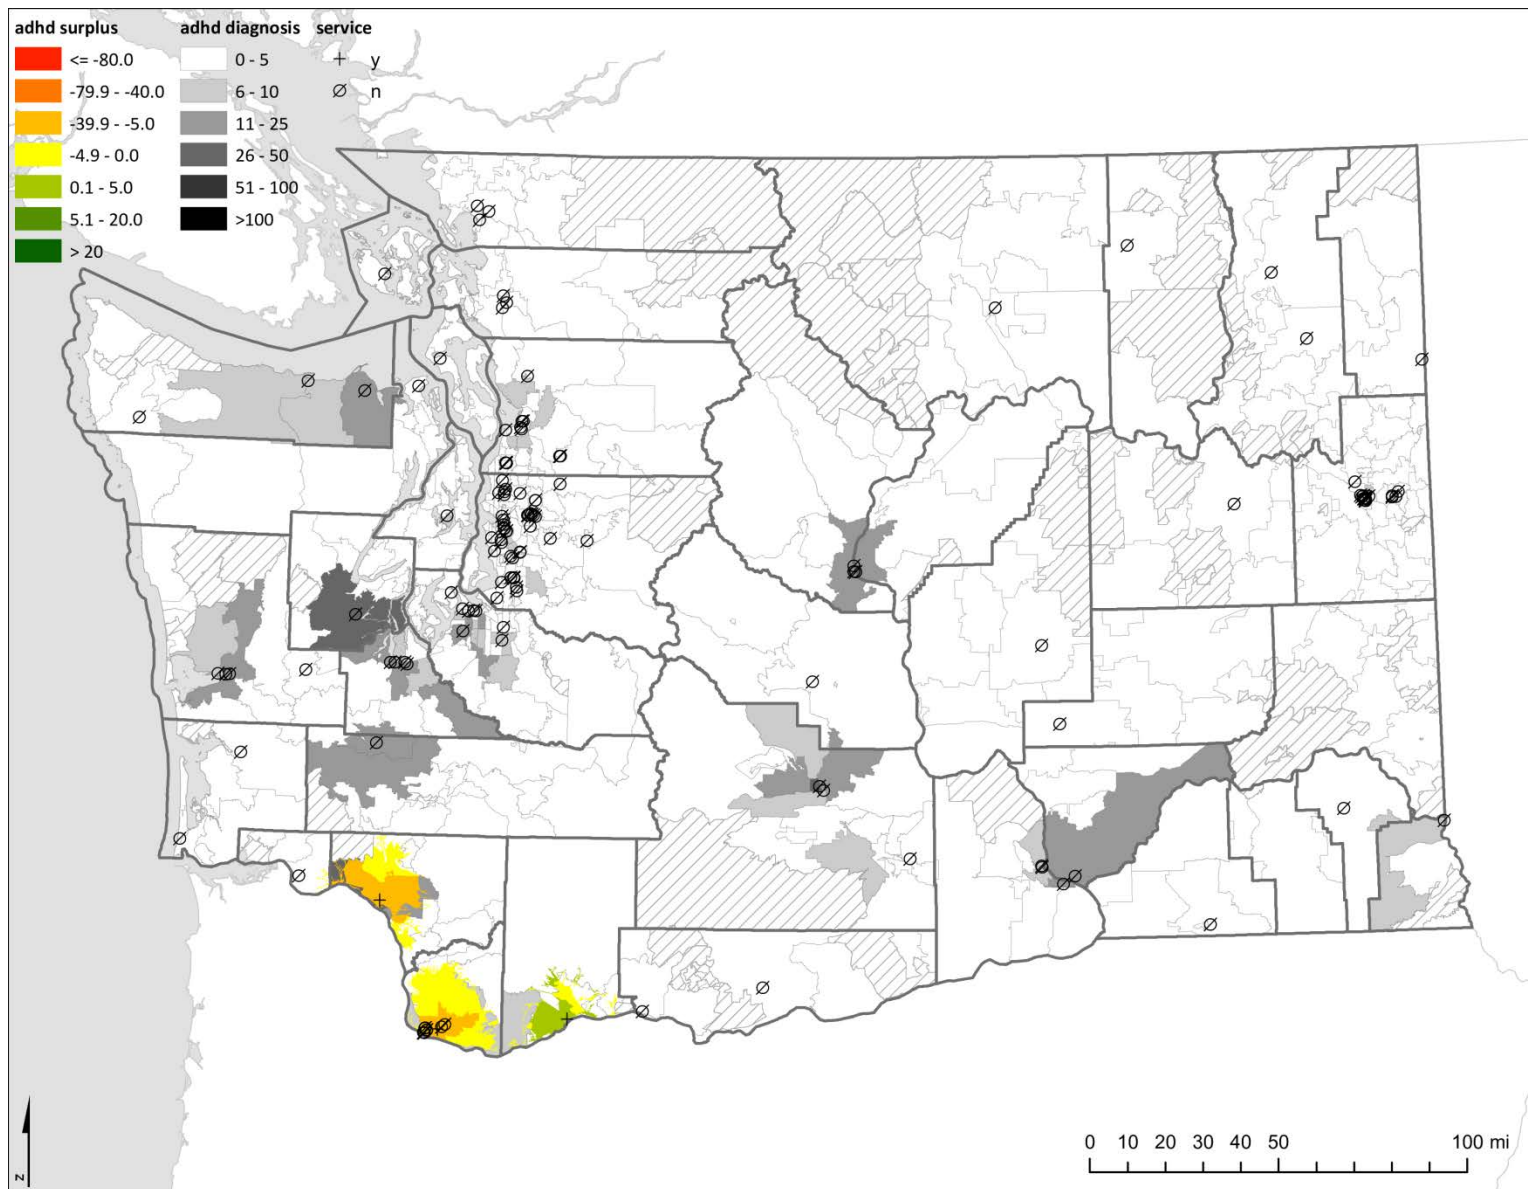 adhd surplus adhd diagnosis service
<= -80.0 0 - 5 + y
-79.9 - -40.0 6 - 10 ∅ n
-39.9 - -5.0 11 - 25
-4.9 - 0.0 26 - 50
0.1 - 5.0 51 - 100
5.1 - 20.0 >100
> 20
N
0 10 20 30 40 50 100 mi